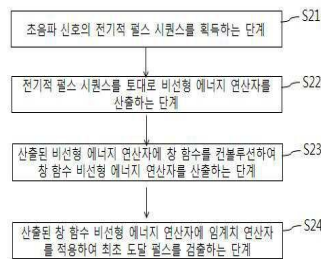 초음파 신호의 전기적 펄스 시퀀스를 획득하는 단계
S21
전기적 펄스 시퀀스를 토대로 비선형 에너지 연산자를
산출하는 단계
S22
산출된 비선형 에너지 연산자에 창 함수를 컨볼루션하여
창 함수 비선형 에너지 연산자를 산출하는 단계
S23
산출된 창 함수 비선형 에너지 연산자에 임계치 연산자
를 적용하여 최초 도달 펄스를 검출하는 단계
S24